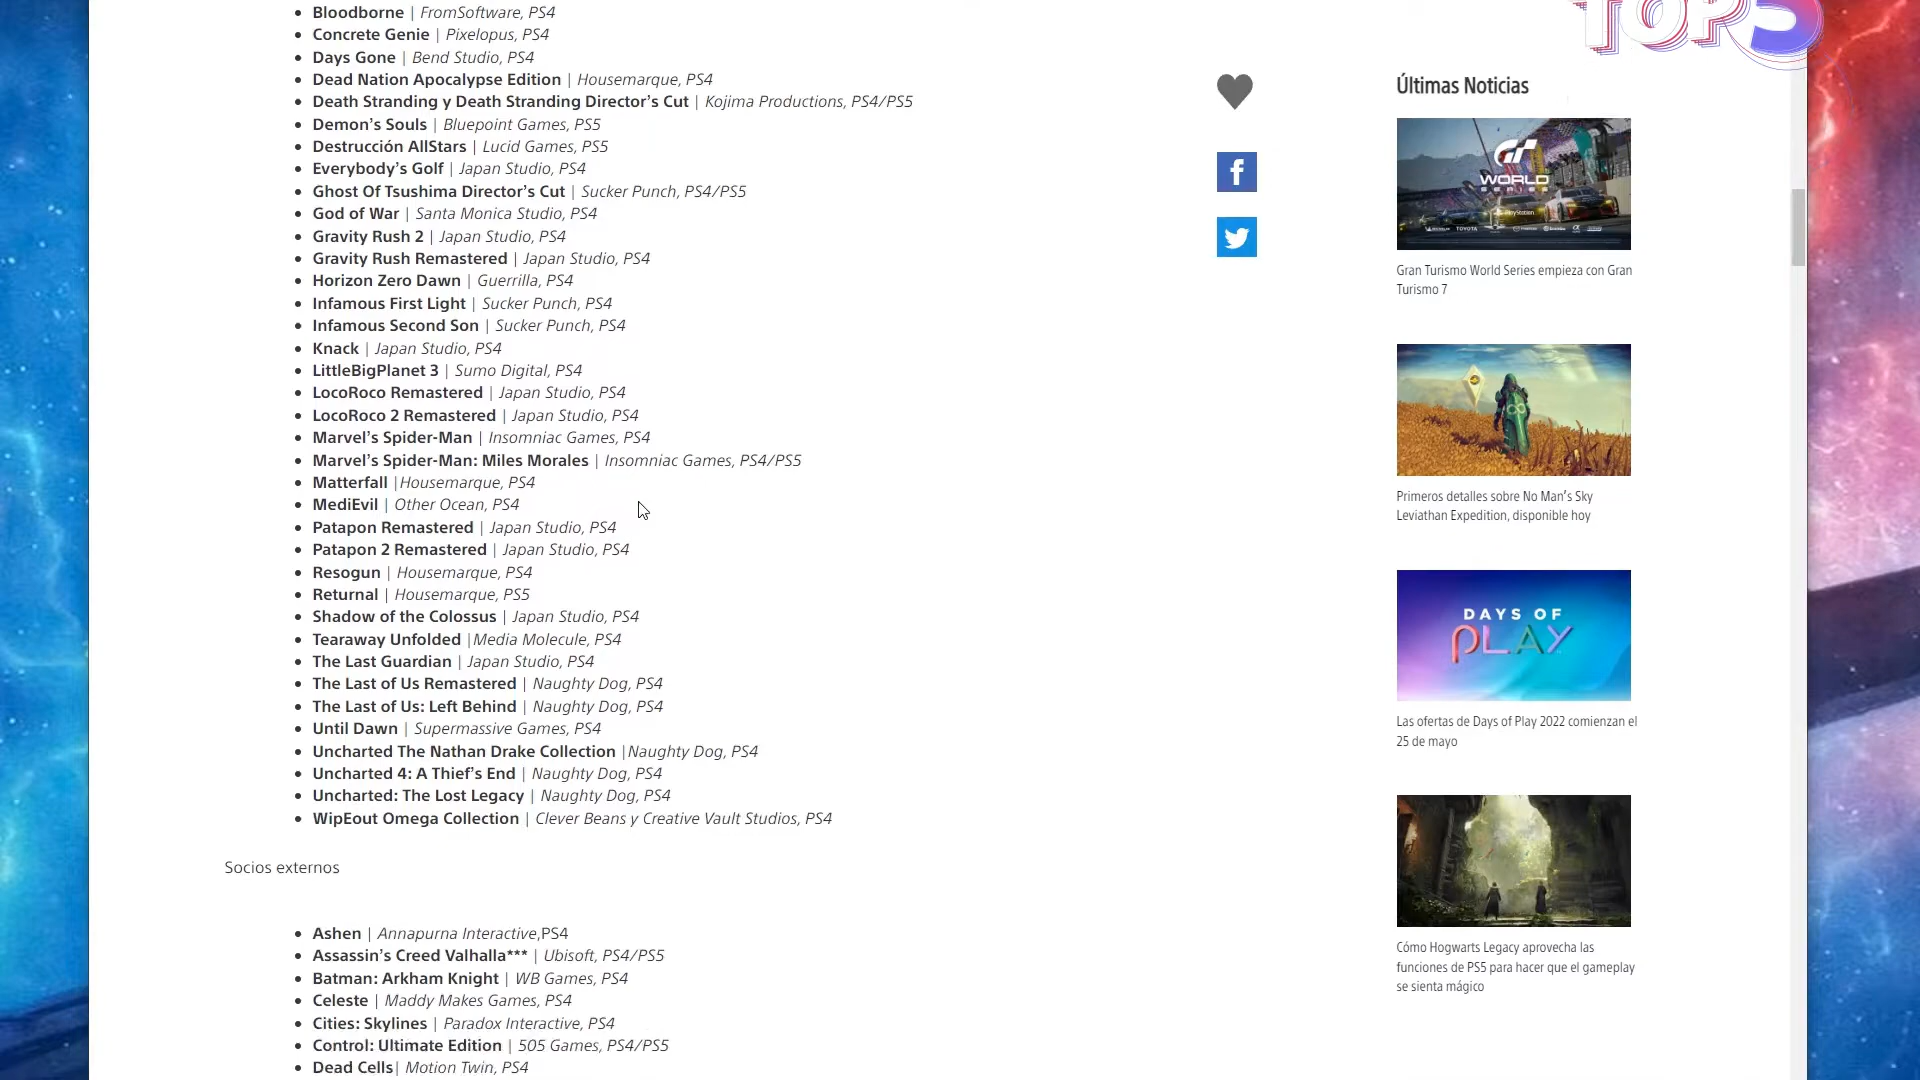 TOP 5
Bloodborne | FromSoftware, PS4
Concrete Genie | Pixelopus, PS4
Days Gone | Bend Studio, PS4
Dead Nation Apocalypse Edition | Housemarque, PS4
Death Stranding y Death Stranding Director's Cut | Kojima Productions, PS4/PS5
Demon's Souls | Bluepoint Games, PS5
Destrucción AllStars | Lucid Games, PS5
Everybody's Golf | Japan Studio, PS4
Ghost Of Tsushima Director's Cut | Sucker Punch, PS4/PS5
God of War | Santa Monica Studio, PS4
Gravity Rush 2 | Japan Studio, PS4
Gravity Rush Remastered | Japan Studio, PS4
Horizon Zero Dawn | Guerrilla, PS4
Infamous First Light | Sucker Punch, PS4
Infamous Second Son | Sucker Punch, PS4
Knack | Japan Studio, PS4
LittleBigPlanet 3 | Sumo Digital, PS4
LocoRoco Remastered | Japan Studio, PS4
LocoRoco 2 Remastered | Japan Studio, PS4
Marvel's Spider-Man | Insomniac Games, PS4
Marvel's Spider-Man: Miles Morales | Insomniac Games, PS4/PS5
Matterfall |Housemarque, PS4
MediEvil | Other Ocean, PS4
Patapon Remastered | Japan Studio, PS4
Patapon 2 Remastered | Japan Studio, PS4
Resogun | Housemarque, PS4
Returnal | Housemarque, PS5
Shadow of the Colossus | Japan Studio, PS4
Tearaway Unfolded |Media Molecule, PS4
The Last Guardian | Japan Studio, PS4
The Last of Us Remastered | Naughty Dog, PS4
The Last of Us: Left Behind | Naughty Dog, PS4
Until Dawn | Supermassive Games, PS4
Uncharted The Nathan Drake Collection |Naughty Dog, PS4
Uncharted 4: A Thief's End | Naughty Dog, PS4
Uncharted: The Lost Legacy | Naughty Dog, PS4
WipEout Omega Collection | Clever Beans y Creative Vault Studios, PS4
Socios externos
Ashen | Annapurna Interactive,PS4
Assassin's Creed Valhalla*** | Ubisoft, PS4/PS5
Batman: Arkham Knight | WB Games, PS4
Celeste | Maddy Makes Games, PS4
Cities: Skylines | Paradox Interactive, PS4
Control: Ultimate Edition | 505 Games, PS4/PS5
Dead Cells| Motion Twin, PS4
Últimas Noticias
GT
WORLD
SERIES
PlayStation
Gran Turismo World Series empieza con Gran
Turismo 7
Primeros detalles sobre No Man's Sky
Leviathan Expedition, disponible hoy
DAYS OF
PLAY
Las ofertas de Days of Play 2022 comienzan el
25 de mayo
Cómo Hogwarts Legacy aprovecha las
funciones de PS5 para hacer que el gameplay
se sienta mágico